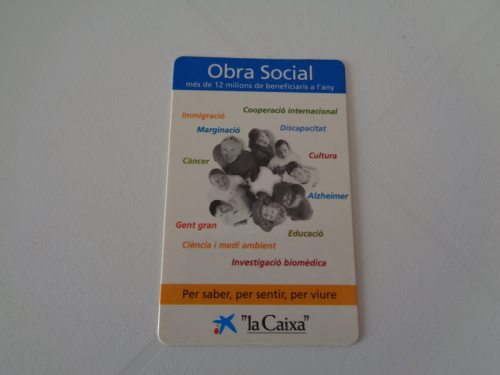 Obra Social
més de 12 milions de beneficiaris a l'any
Cooperació internacional
Immigració
Marginació
Discapacitat
Càncer
Cultura
Alzheimer
Gent gran
Educació
Ciència i medi ambient
Investigació biomèdica
Per saber, per sentir, per viure
"la Caixa"